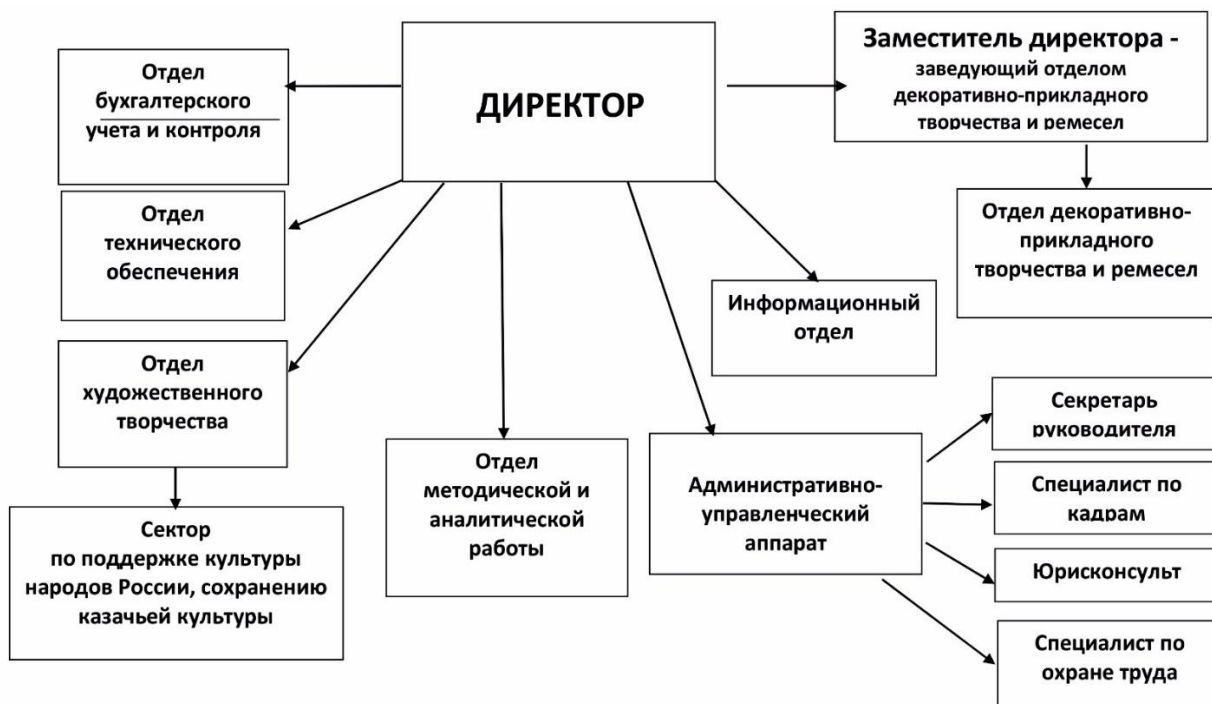 Отдел
бухгалтерского
учета и контроля
ДИРЕКТОР
Заместитель директора -
заведующий отделом
декоративно-прикладного
творчества и ремесел
Отдел
технического
обеспечения
Отдел декоративно-
прикладного
творчества и ремесел
Информационный
отдел
Отдел
художественного
творчества
Отдел
методической и
аналитической
работы
Административно-
управленческий
аппарат
Секретарь
руководителя
Специалист по
кадрам
Юрисконсульт
Специалист по
охране труда
Сектор
по поддержке культуры
народов России, сохранению
казачьей культуры